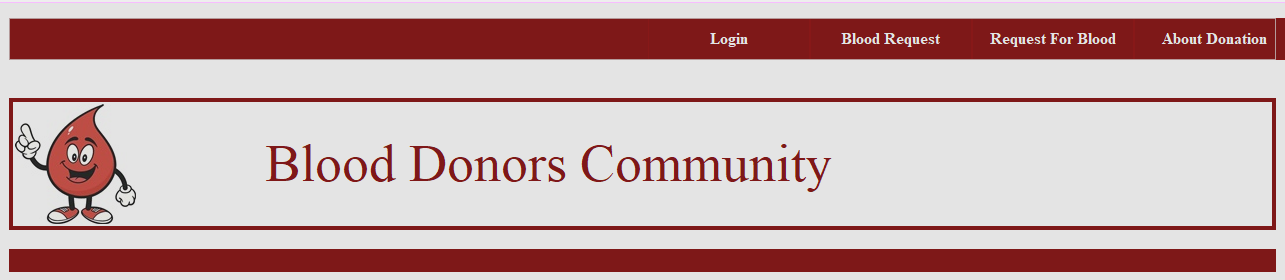 Login Blood Request Request For Blood About Donation
Blood Donors Community